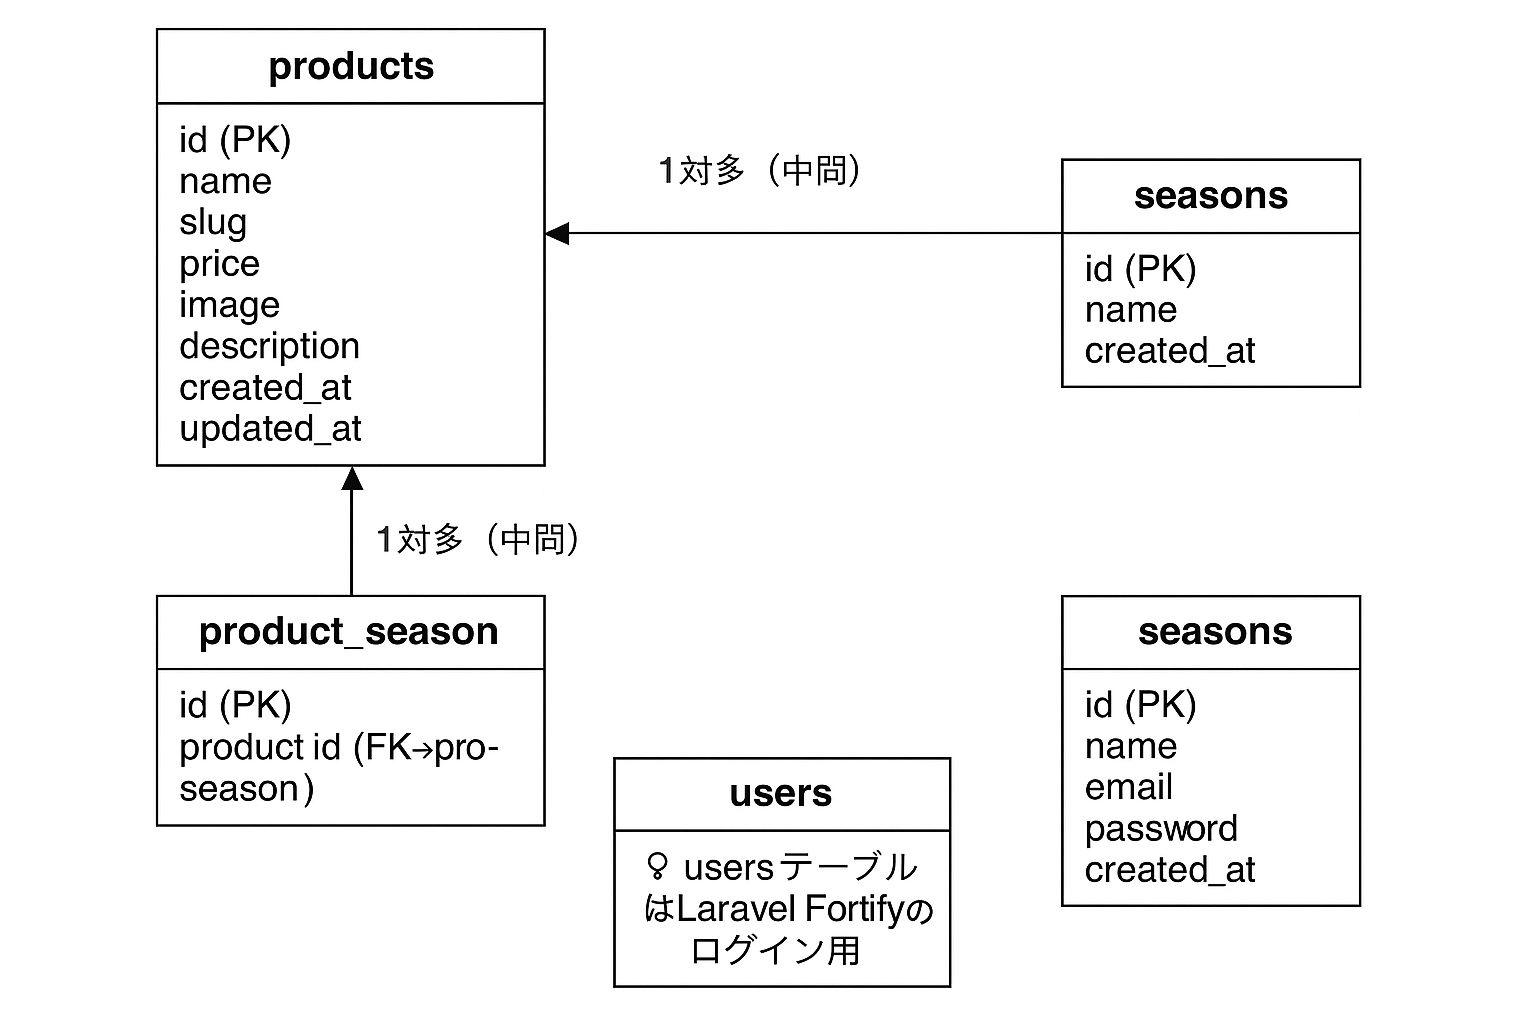 products
id (PK)
name
slug
price
image
description
created_at
updated_at
1対多（中問）
seasons
id (PK)
name
created_at
1対多（中問）
product_season
id (PK)
product id (FK→pro-
season)
users
♀ usersテーブル
はLaravel Fortifyの
ログイン用
seasons
id (PK)
name
email
password
created_at